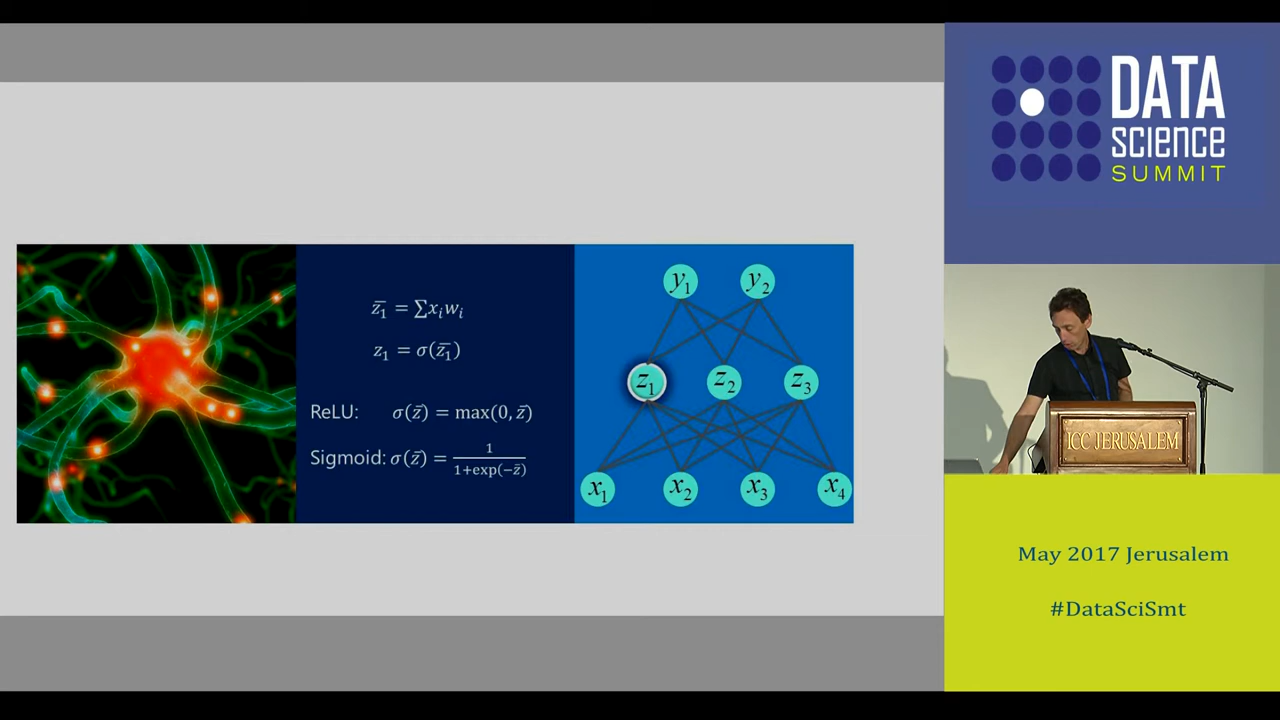 z̄₁ = ∑xᵢwᵢ
z₁ = σ(z̄₁)
ReLU: σ(z̄) = max(0, z̄)
Sigmoid: σ(z̄) = 1/(1+exp(−z̄))
y₁ y₂
z₁ z₂ z₃
x₁ x₂ x₃ x₄
DATA
science
SUMMIT
ICC JERUSALEM
May 2017 Jerusalem
#DataSciSmt